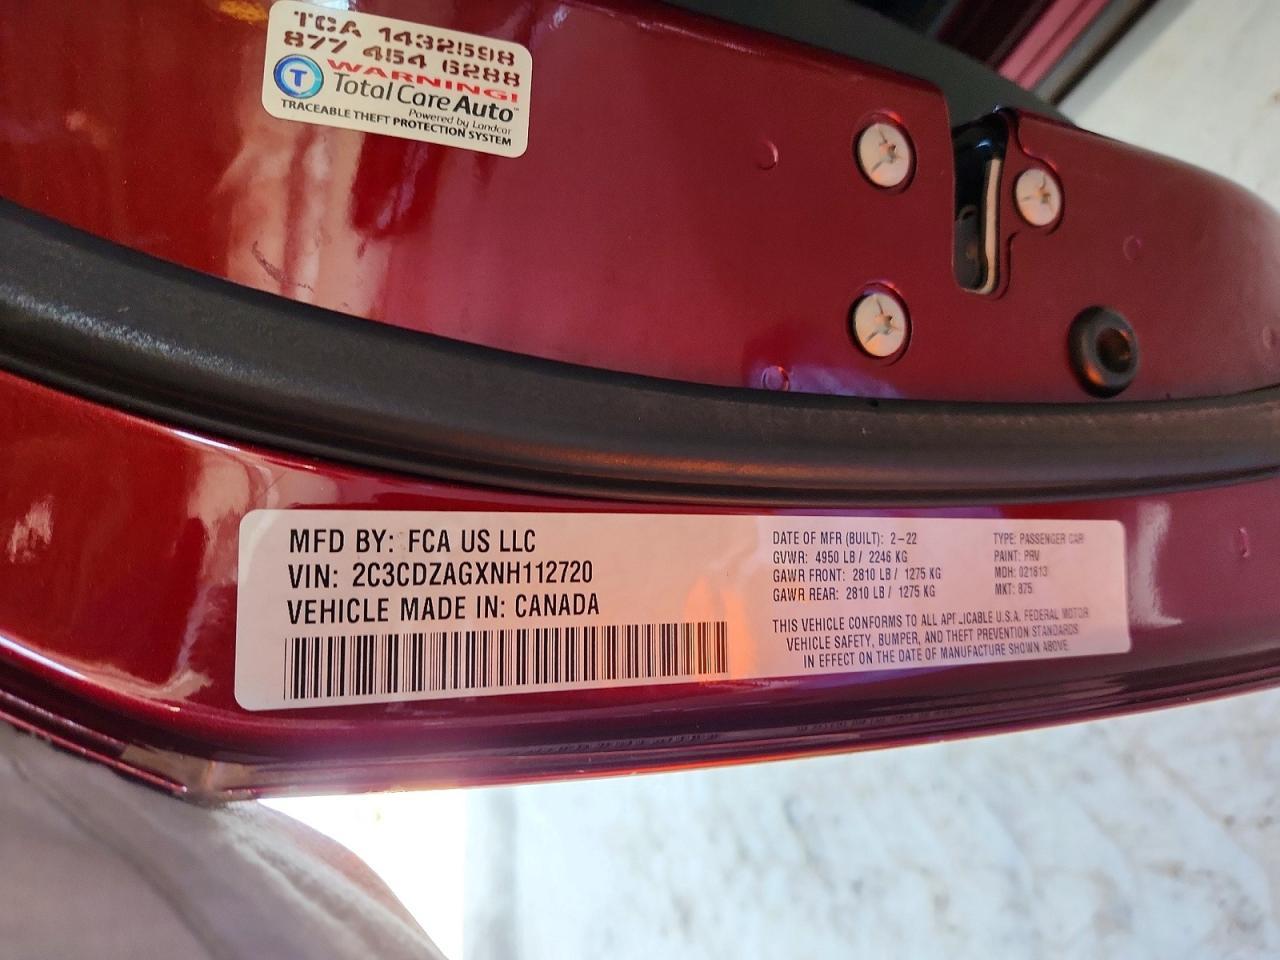 TCA 1432598
877 454 6288
WARNING!
T
Total Care Auto™
Powered by Landcar
TRACEABLE THEFT PROTECTION SYSTEM
MFD BY: FCA US LLC
VIN: 2C3CDZAGXNH112720
VEHICLE MADE IN: CANADA
DATE OF MFR (BUILT): 2-22
GVWR: 4950 LB / 2246 KG
GAWR FRONT: 2810 LB / 1275 KG
GAWR REAR: 2810 LB / 1275 KG
TYPE: PASSENGER CAR
PAINT: PRV
MDH: 021613
MKT: 875
THIS VEHICLE CONFORMS TO ALL APPLICABLE U.S.A. FEDERAL MOTOR
VEHICLE SAFETY, BUMPER, AND THEFT PREVENTION STANDARDS
IN EFFECT ON THE DATE OF MANUFACTURE SHOWN ABOVE